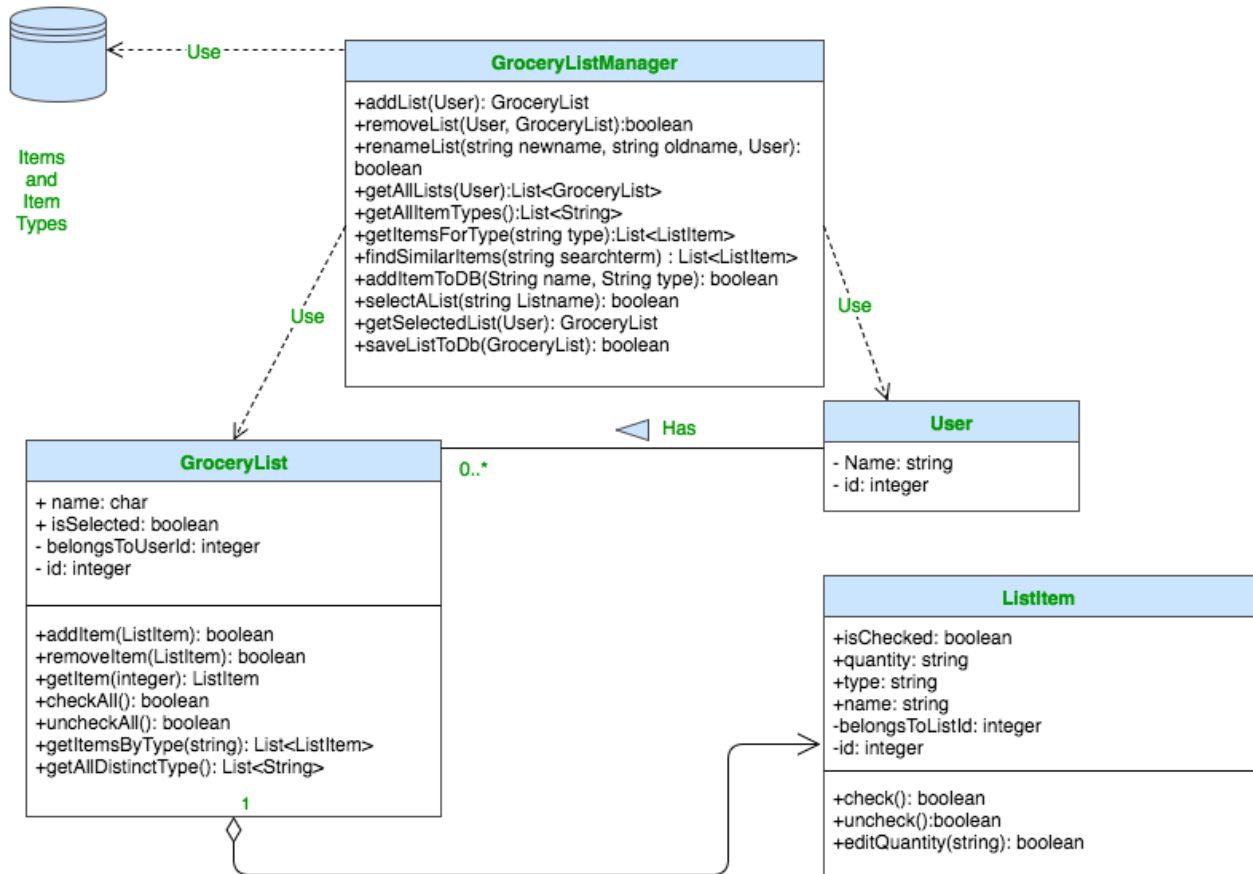 Use
GroceryListManager
+addList(User): GroceryList
+removeList(User, GroceryList):boolean
+renameList(string newname, string oldname, User):
boolean
+getAllLists(User):List<GroceryList>
+getAllItemTypes():List<String>
+getItemsForType(string type):List<ListItem>
+findSimilarItems(string searchterm) : List<ListItem>
+addItemToDB(String name, String type): boolean
+selectAList(string Listname): boolean
+getSelectedList(User): GroceryList
+saveListToDb(GroceryList): boolean
Items
and
Item
Types
Use
Use
Has
0..*
User
- Name: string
- id: integer
GroceryList
+ name: char
+ isSelected: boolean
- belongsToUserId: integer
- id: integer
+addItem(ListItem): boolean
+removeItem(ListItem): boolean
+getItem(integer): ListItem
+checkAll(): boolean
+uncheckAll(): boolean
+getItemsByType(string): List<ListItem>
+getAllDistinctType(): List<String>
1
ListItem
+isChecked: boolean
+quantity: string
+type: string
+name: string
-belongsToListId: integer
-id: integer
+check(): boolean
+uncheck():boolean
+editQuantity(string): boolean